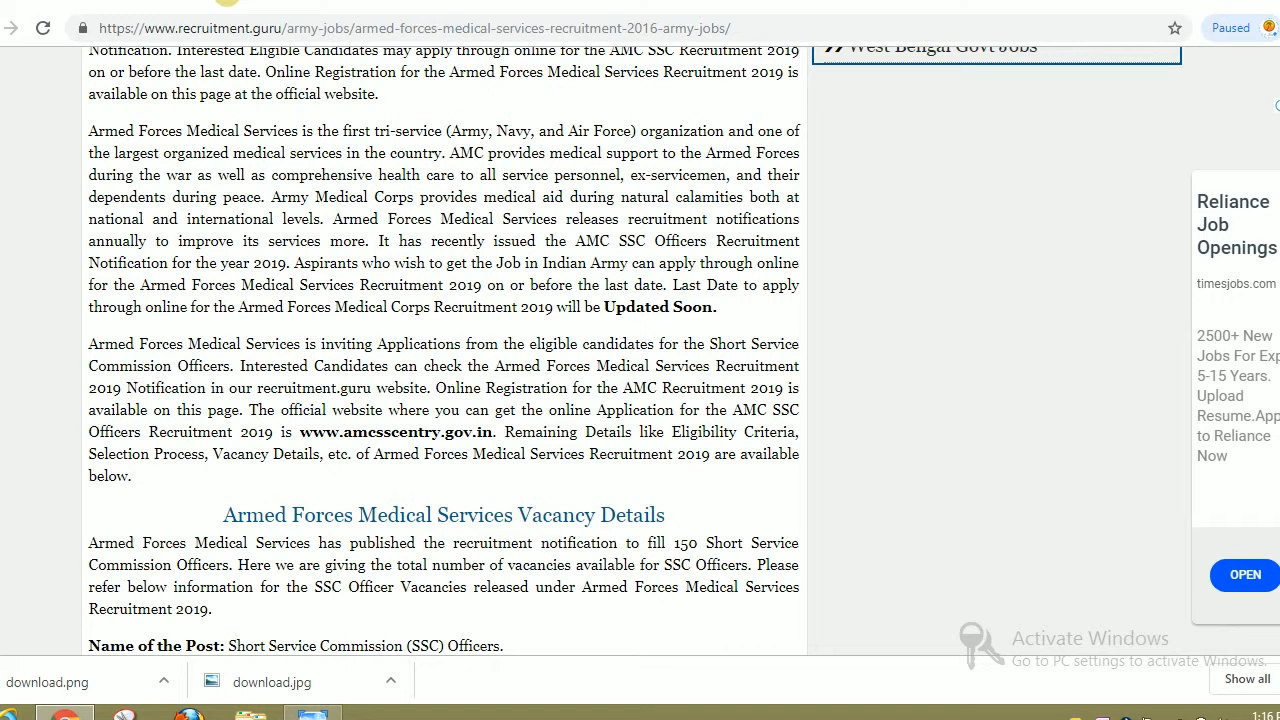 https://www.recruitment.guru/army-jobs/armed-forces-medical-services-recruitment-2016-army-jobs/
Paused
Notification. Interested Eligible Candidates may apply through online for the AMC SSC Recruitment 2019
on or before the last date. Online Registration for the Armed Forces Medical Services Recruitment 2019 is
available on this page at the official website.
Armed Forces Medical Services is the first tri-service (Army, Navy, and Air Force) organization and one of
the largest organized medical services in the country. AMC provides medical support to the Armed Forces
during the war as well as comprehensive health care to all service personnel, ex-servicemen, and their
dependents during peace. Army Medical Corps provides medical aid during natural calamities both at
national and international levels. Armed Forces Medical Services releases recruitment notifications
annually to improve its services more. It has recently issued the AMC SSC Officers Recruitment
Notification for the year 2019. Aspirants who wish to get the Job in Indian Army can apply through online
for the Armed Forces Medical Services Recruitment 2019 on or before the last date. Last Date to apply
through online for the Armed Forces Medical Corps Recruitment 2019 will be Updated Soon.
Armed Forces Medical Services is inviting Applications from the eligible candidates for the Short Service
Commission Officers. Interested Candidates can check the Armed Forces Medical Services Recruitment
2019 Notification in our recruitment.guru website. Online Registration for the AMC Recruitment 2019 is
available on this page. The official website where you can get the online Application for the AMC SSC
Officers Recruitment 2019 is www.amcsscentry.gov.in. Remaining Details like Eligibility Criteria,
Selection Process, Vacancy Details, etc. of Armed Forces Medical Services Recruitment 2019 are available
below.
Armed Forces Medical Services Vacancy Details
Armed Forces Medical Services has published the recruitment notification to fill 150 Short Service
Commission Officers. Here we are giving the total number of vacancies available for SSC Officers. Please
refer below information for the SSC Officer Vacancies released under Armed Forces Medical Services
Recruitment 2019.
Name of the Post: Short Service Commission (SSC) Officers.
West Bengal Govt Jobs
Reliance
Job
Openings
timesjobs.com
2500+ New
Jobs For Exp
5-15 Years.
Upload
Resume.App
to Reliance
Now
OPEN
Activate Windows
Go to PC settings to activate Windows.
download.png
download.jpg
Show all
1:16 P